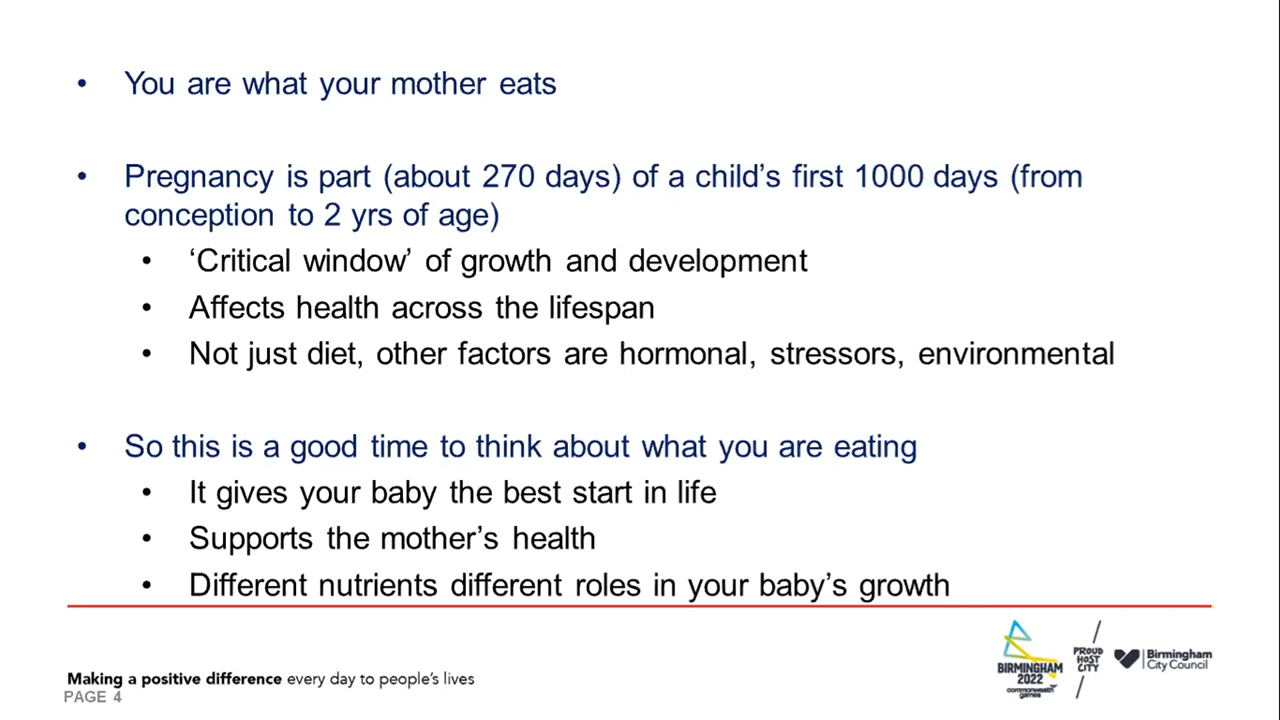 • You are what your mother eats
• Pregnancy is part (about 270 days) of a child's first 1000 days (from
conception to 2 yrs of age)
• ‘Critical window’ of growth and development
• Affects health across the lifespan
• Not just diet, other factors are hormonal, stressors, environmental
• So this is a good time to think about what you are eating
• It gives your baby the best start in life
• Supports the mother’s health
• Different nutrients different roles in your baby’s growth
Making a positive difference every day to people's lives
PAGE 4
BIRMINGHAM
2022
commonwealth
games
PROUD
HOST
CITY
Birmingham
City Council